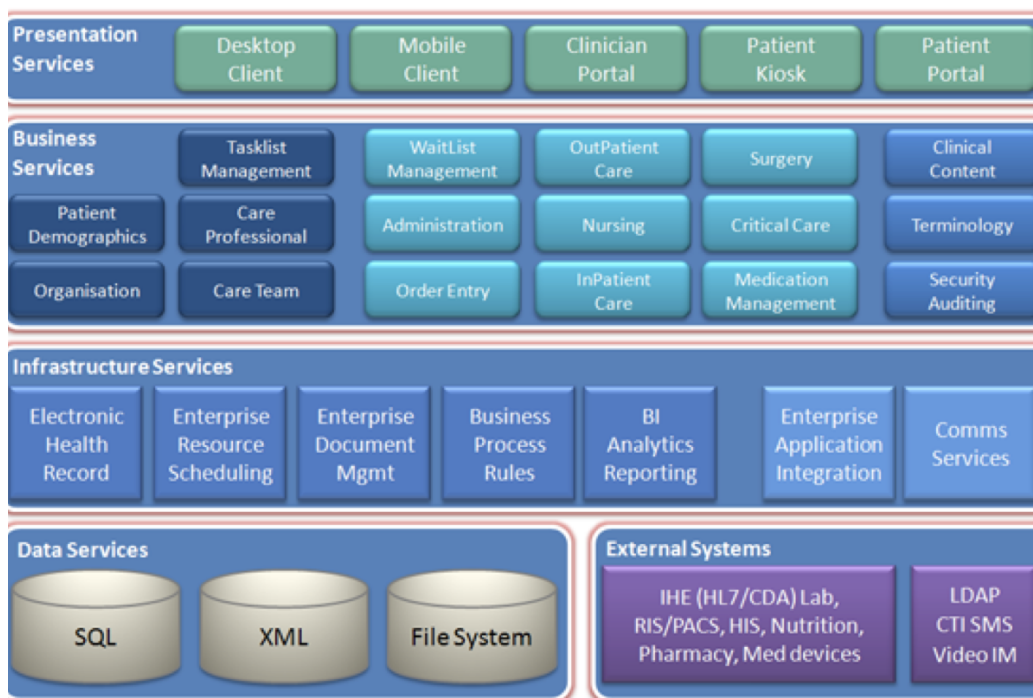 Presentation
Services
Desktop
Client
Mobile
Client
Clinician
Portal
Patient
Kiosk
Patient
Portal
Business
Services
Tasklist
Management
WaitList
Management
OutPatient
Care
Surgery
Clinical
Content
Patient
Demographics
Care
Professional
Administration
Nursing
Critical Care
Terminology
Organisation
Care Team
Order Entry
InPatient
Care
Medication
Management
Security
Auditing
Infrastructure Services
Electronic
Health
Record
Enterprise
Resource
Scheduling
Enterprise
Document
Mgmt
Business
Process
Rules
BI
Analytics
Reporting
Enterprise
Application
Integration
Comms
Services
Data Services
SQL
XML
File System
External Systems
IHE (HL7/CDA) Lab,
RIS/PACS, HIS, Nutrition,
Pharmacy, Med devices
LDAP
CTI SMS
Video IM